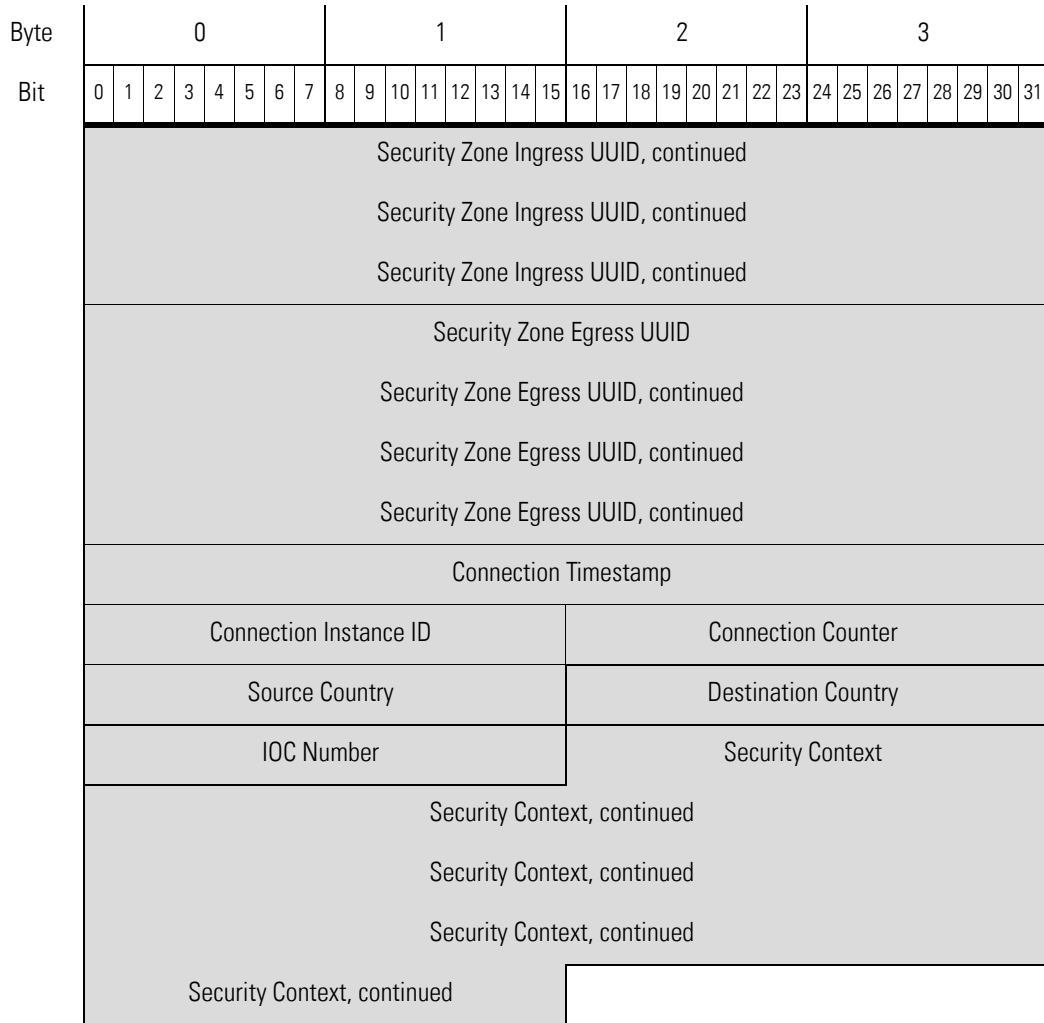 Byte 0 1 2 3
Bit 0 1 2 3 4 5 6 7 8 9 10 11 12 13 14 15 16 17 18 19 20 21 22 23 24 25 26 27 28 29 30 31
Security Zone Ingress UUID, continued
Security Zone Ingress UUID, continued
Security Zone Ingress UUID, continued
Security Zone Egress UUID
Security Zone Egress UUID, continued
Security Zone Egress UUID, continued
Security Zone Egress UUID, continued
Connection Timestamp
Connection Instance ID Connection Counter
Source Country Destination Country
IOC Number Security Context
Security Context, continued
Security Context, continued
Security Context, continued
Security Context, continued